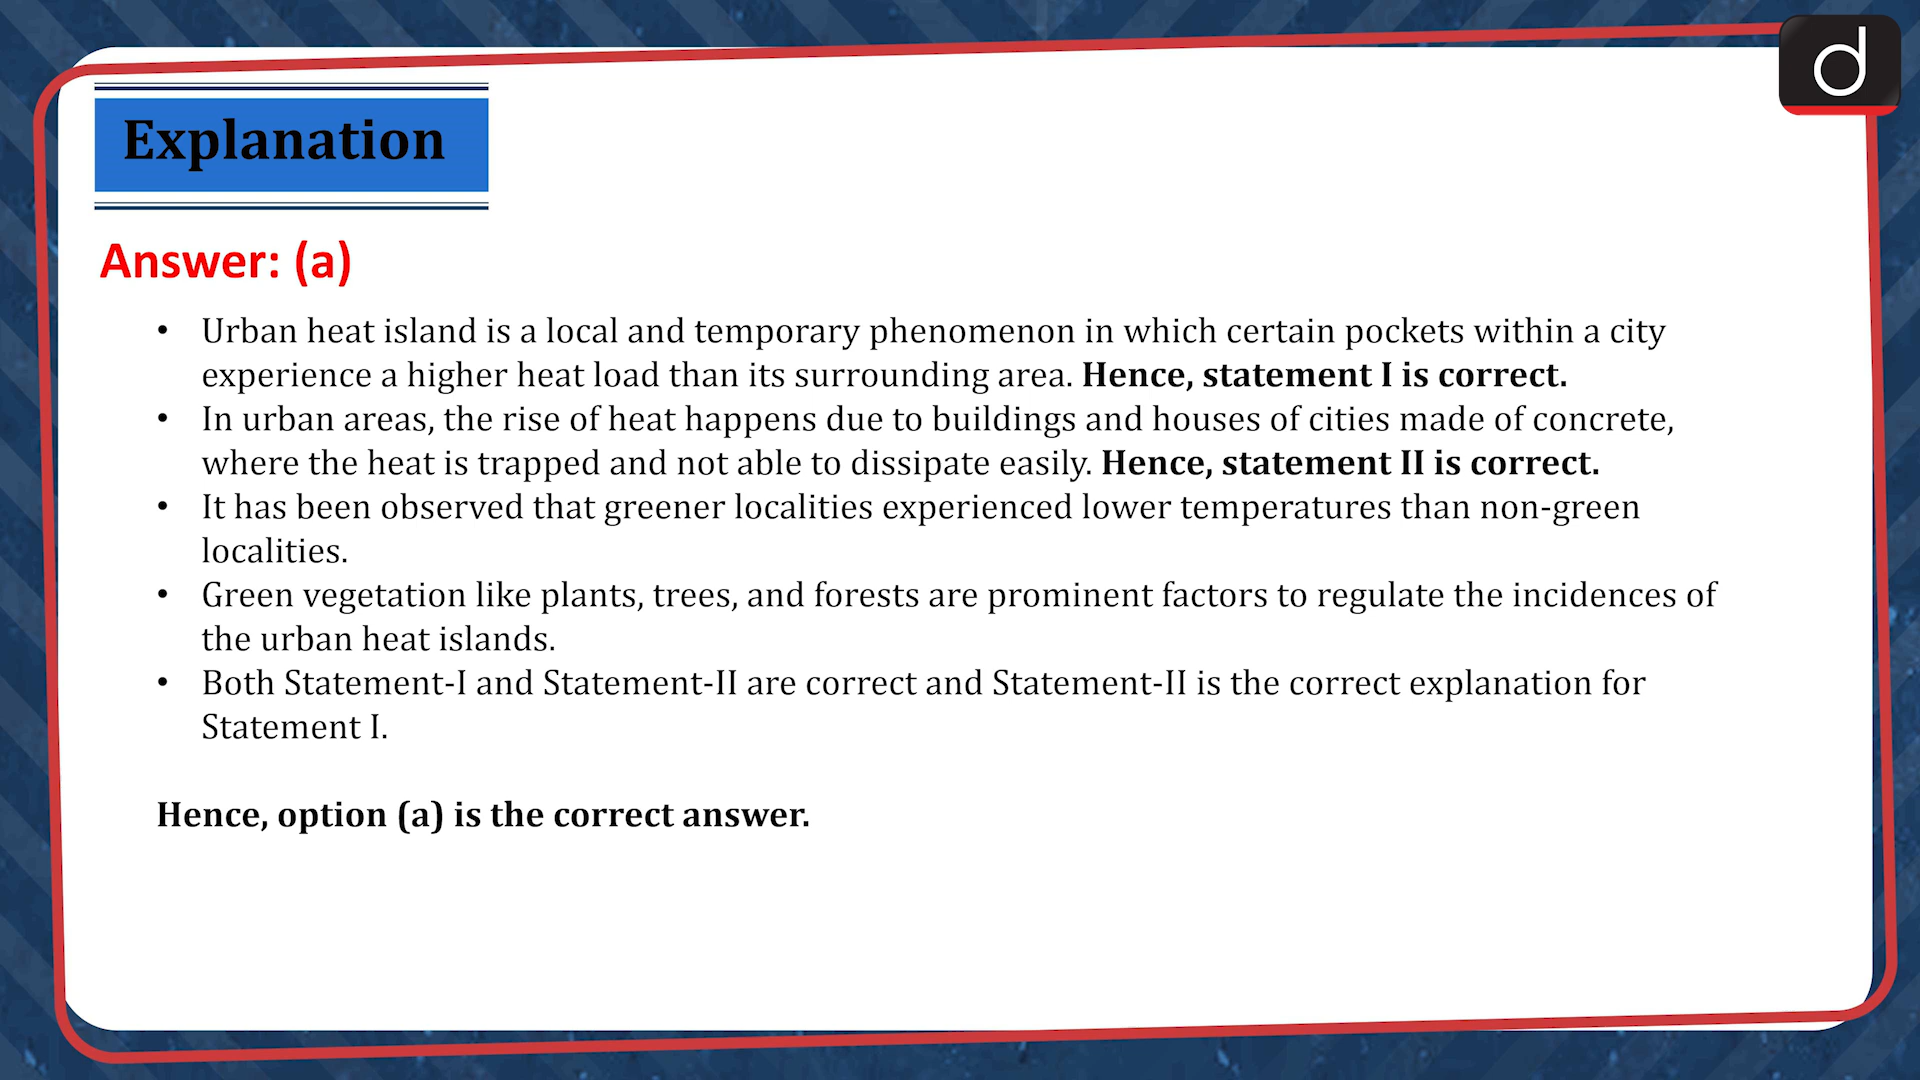 Explanation
d
Answer: (a)
• Urban heat island is a local and temporary phenomenon in which certain pockets within a city
experience a higher heat load than its surrounding area. Hence, statement I is correct.
• In urban areas, the rise of heat happens due to buildings and houses of cities made of concrete,
where the heat is trapped and not able to dissipate easily. Hence, statement II is correct.
• It has been observed that greener localities experienced lower temperatures than non-green
localities.
• Green vegetation like plants, trees, and forests are prominent factors to regulate the incidences of
the urban heat islands.
• Both Statement-I and Statement-II are correct and Statement-II is the correct explanation for
Statement I.
Hence, option (a) is the correct answer.